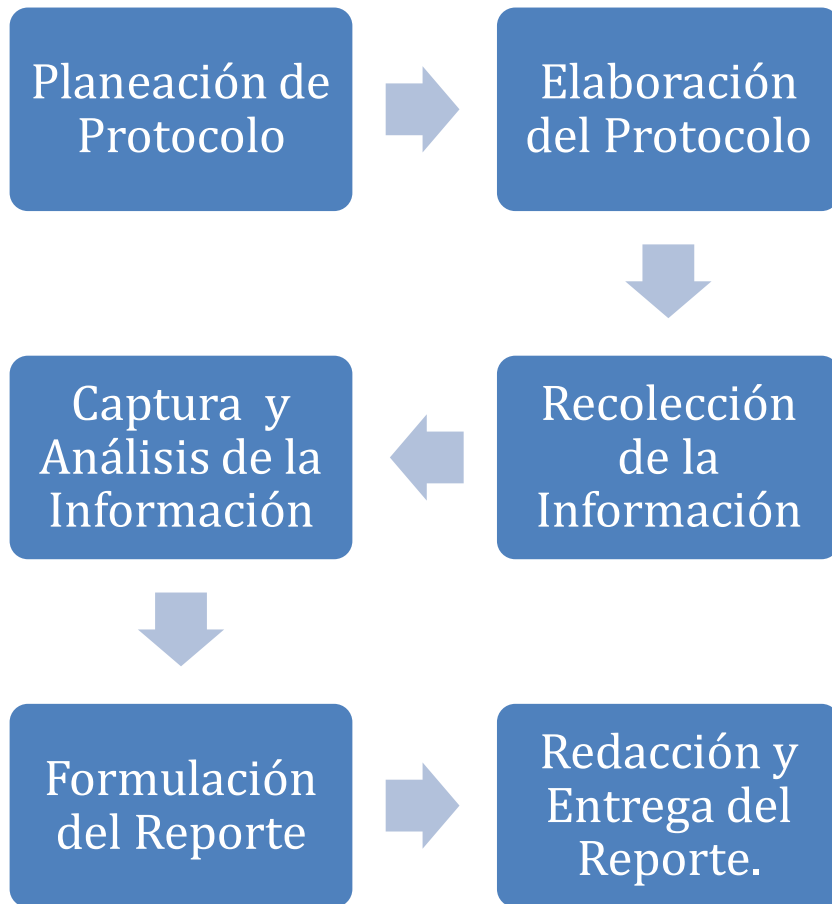 Planeación de
Protocolo
Elaboración
del Protocolo
Recolección
de la
Información
Captura y
Análisis de la
Información
Formulación
del Reporte
Redacción y
Entrega del
Reporte.